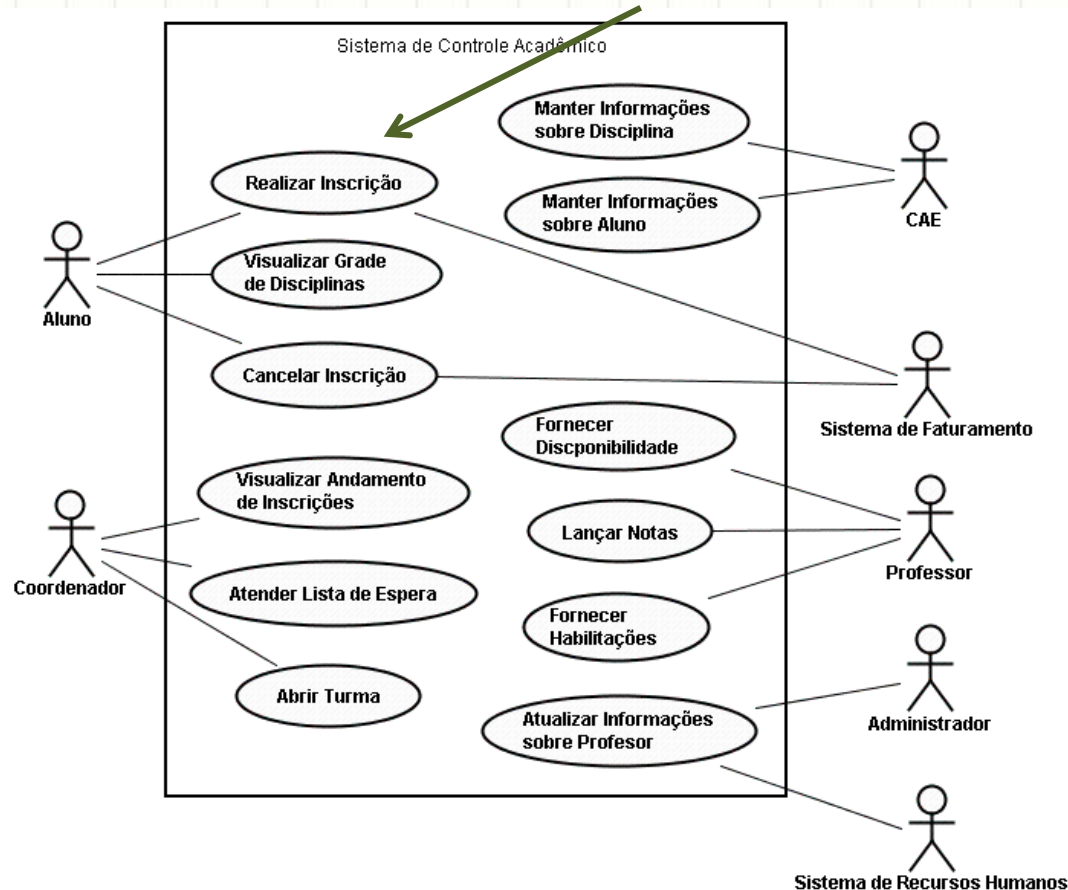 Sistema de Controle Acadêmico
Manter Informações
sobre Disciplina
Realizar Inscrição
Manter Informações
sobre Aluno
CAE
Visualizar Grade
de Disciplinas
Aluno
Cancelar Inscrição
Fornecer
Discponibilidade
Sistema de Faturamento
Visualizar Andamento
de Inscrições
Lançar Notas
Professor
Coordenador
Atender Lista de Espera
Fornecer
Habilitações
Abrir Turma
Atualizar Informações
sobre Profesor
Administrador
Sistema de Recursos Humanos